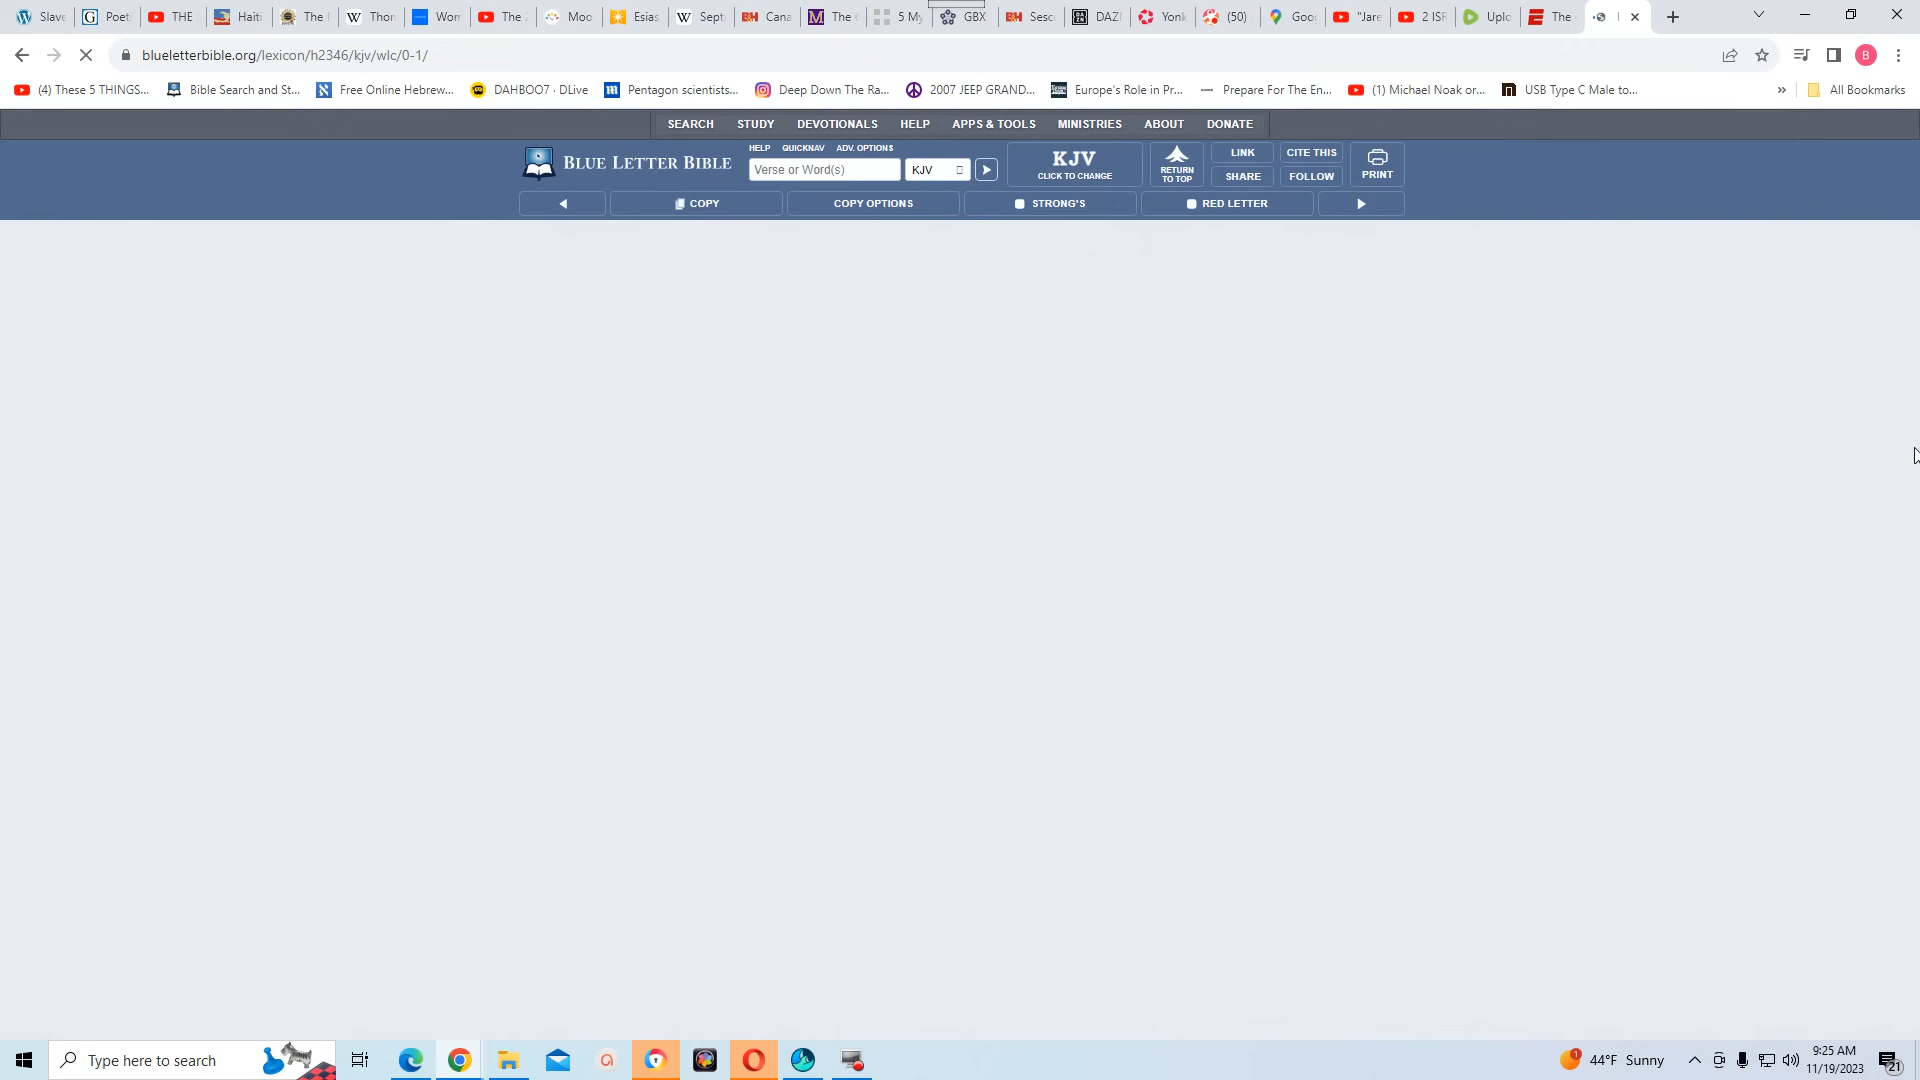 Slave
Poet
THE
Haiti
The I
Thor
Wom
The 2
Moo
Esias
Sept
Cana
The
5 My
GBX
Sesc
DAZI
Yonk
(50)
Goog
"Jare
2 ISR
Uplo
The
blueletterbible.org/lexicon/h2346/kjv/wlc/0-1/
B
(4) These 5 THINGS...
Bible Search and St...
Free Online Hebrew...
DAHBOO7 · DLive
Pentagon scientists...
Deep Down The Ra...
2007 JEEP GRAND...
Europe's Role in Pr...
Prepare For The En...
(1) Michael Noak or...
USB Type C Male to...
»
All Bookmarks
SEARCH STUDY DEVOTIONALS HELP APPS & TOOLS MINISTRIES ABOUT DONATE
HELP QUICKNAV ADV. OPTIONS
BLUE LETTER BIBLE
Verse or Word(s)
KJV
KJV
CLICK TO CHANGE
RETURN
TO TOP
LINK
CITE THIS
SHARE
FOLLOW
PRINT
COPY
COPY OPTIONS
STRONG'S
RED LETTER
Type here to search
44°F Sunny
9:25 AM
11/19/2023
21